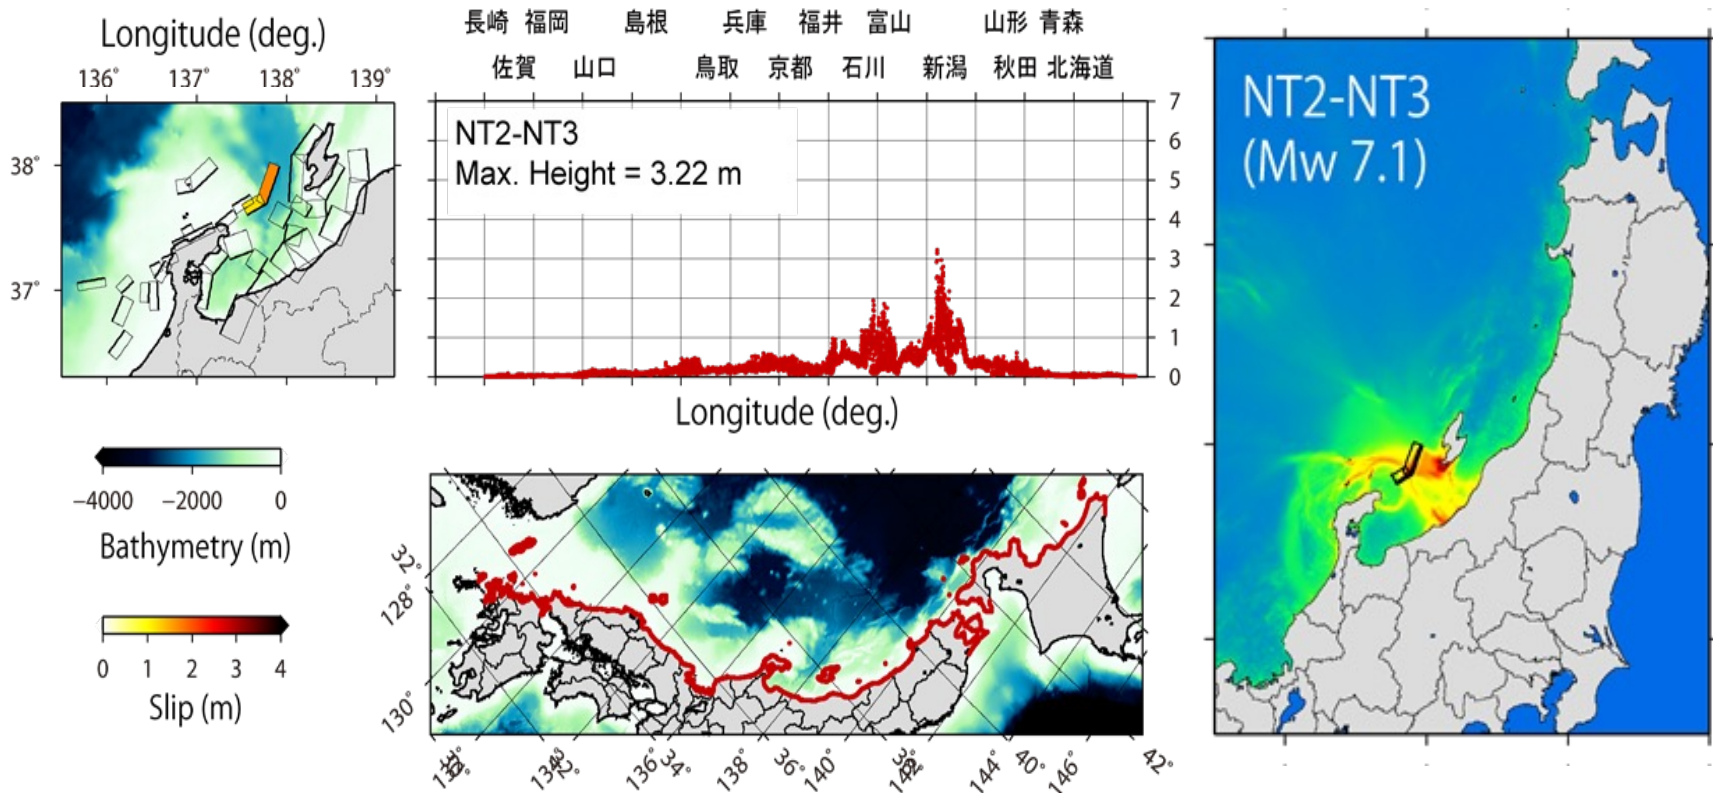 Longitude (deg.)
136° 137° 138° 139°
38°
37°
−4000 −2000 0
Bathymetry (m)
0 1 2 3 4
Slip (m)
長崎 福岡 島根 兵庫 福井 富山 山形 青森
佐賀 山口 鳥取 京都 石川 新潟 秋田 北海道
NT2-NT3
Max. Height = 3.22 m
7
6
5
4
3
2
1
0
Longitude (deg.)
32°
128°
130°
134° 136° 34° 138° 36° 140° 144° 40° 146° 42°
NT2-NT3
(Mw 7.1)